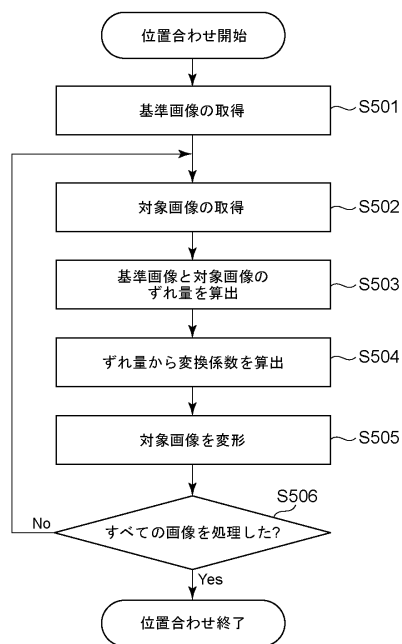 位置合わせ開始
基準画像の取得
S501
対象画像の取得
S502
基準画像と対象画像の
ずれ量を算出
S503
ずれ量から変換係数を算出
S504
対象画像を変形
S505
S506
すべての画像を処理した?
No
Yes
位置合わせ終了